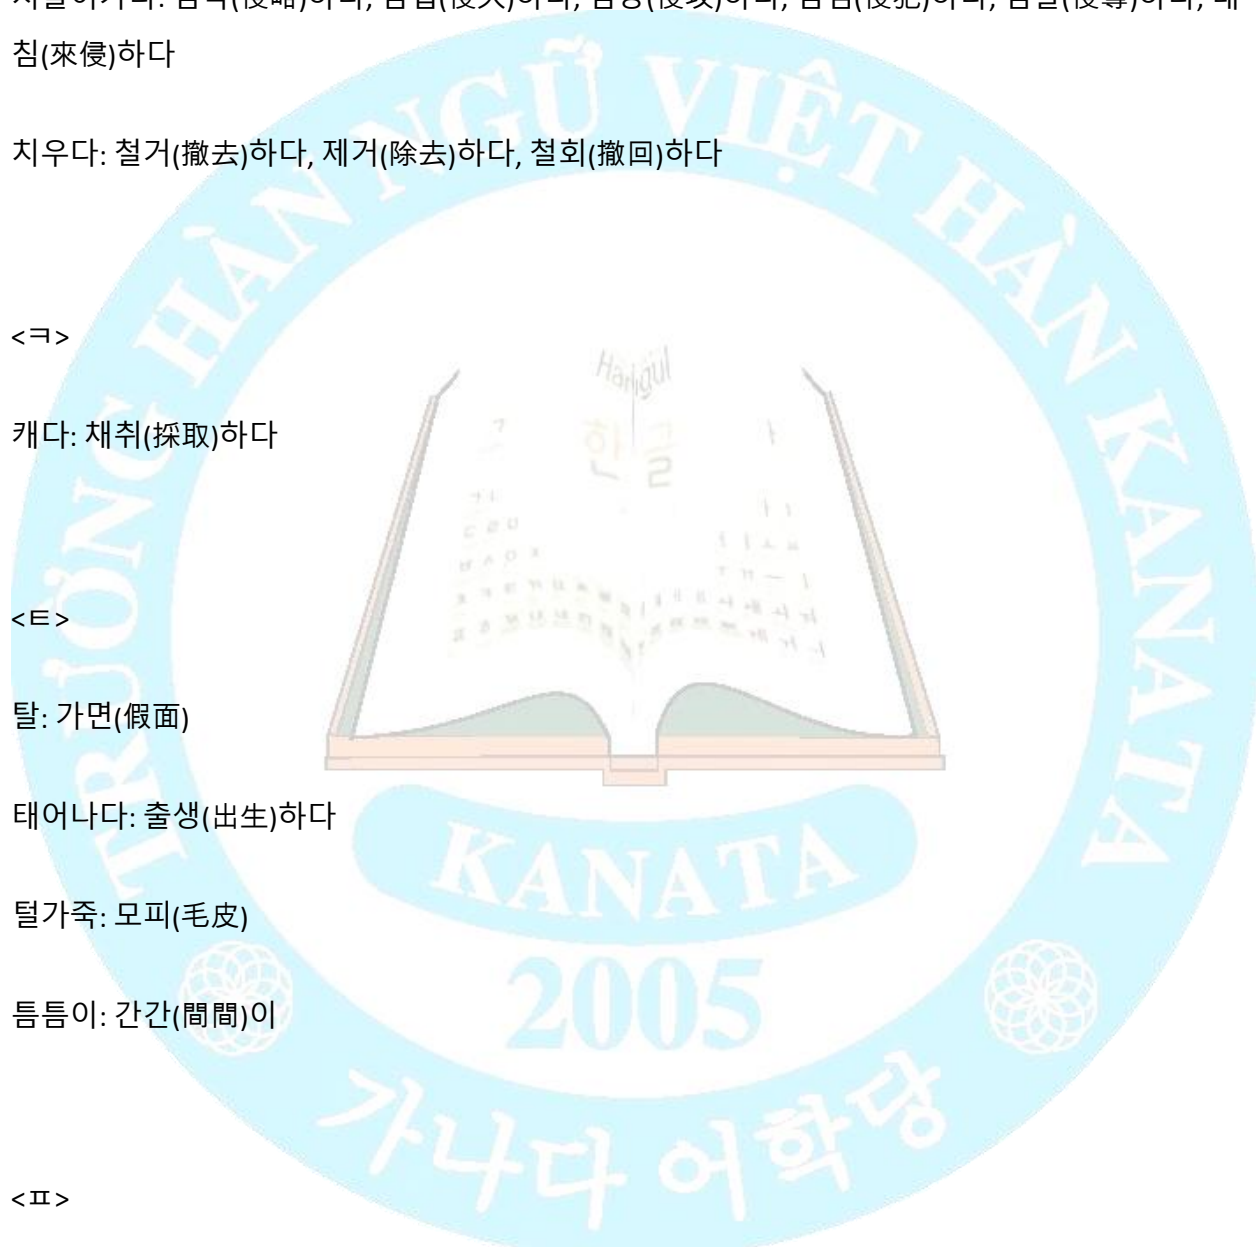 침(來侵)하다
치우다: 철거(撤去)하다, 제거(除去)하다, 철회(撤回)하다
<ㅋ>
캐다: 채취(採取)하다
<ㅌ>
탈: 가면(假面)
태어나다: 출생(出生)하다
털가죽: 모피(毛皮)
틈틈이: 간간(間間)이
<ㅍ>
TRƯỜNG HÀN NGỮ VIỆT HÀN KANATA
Hangul
한글
KANATA
2005
가나다 어학당